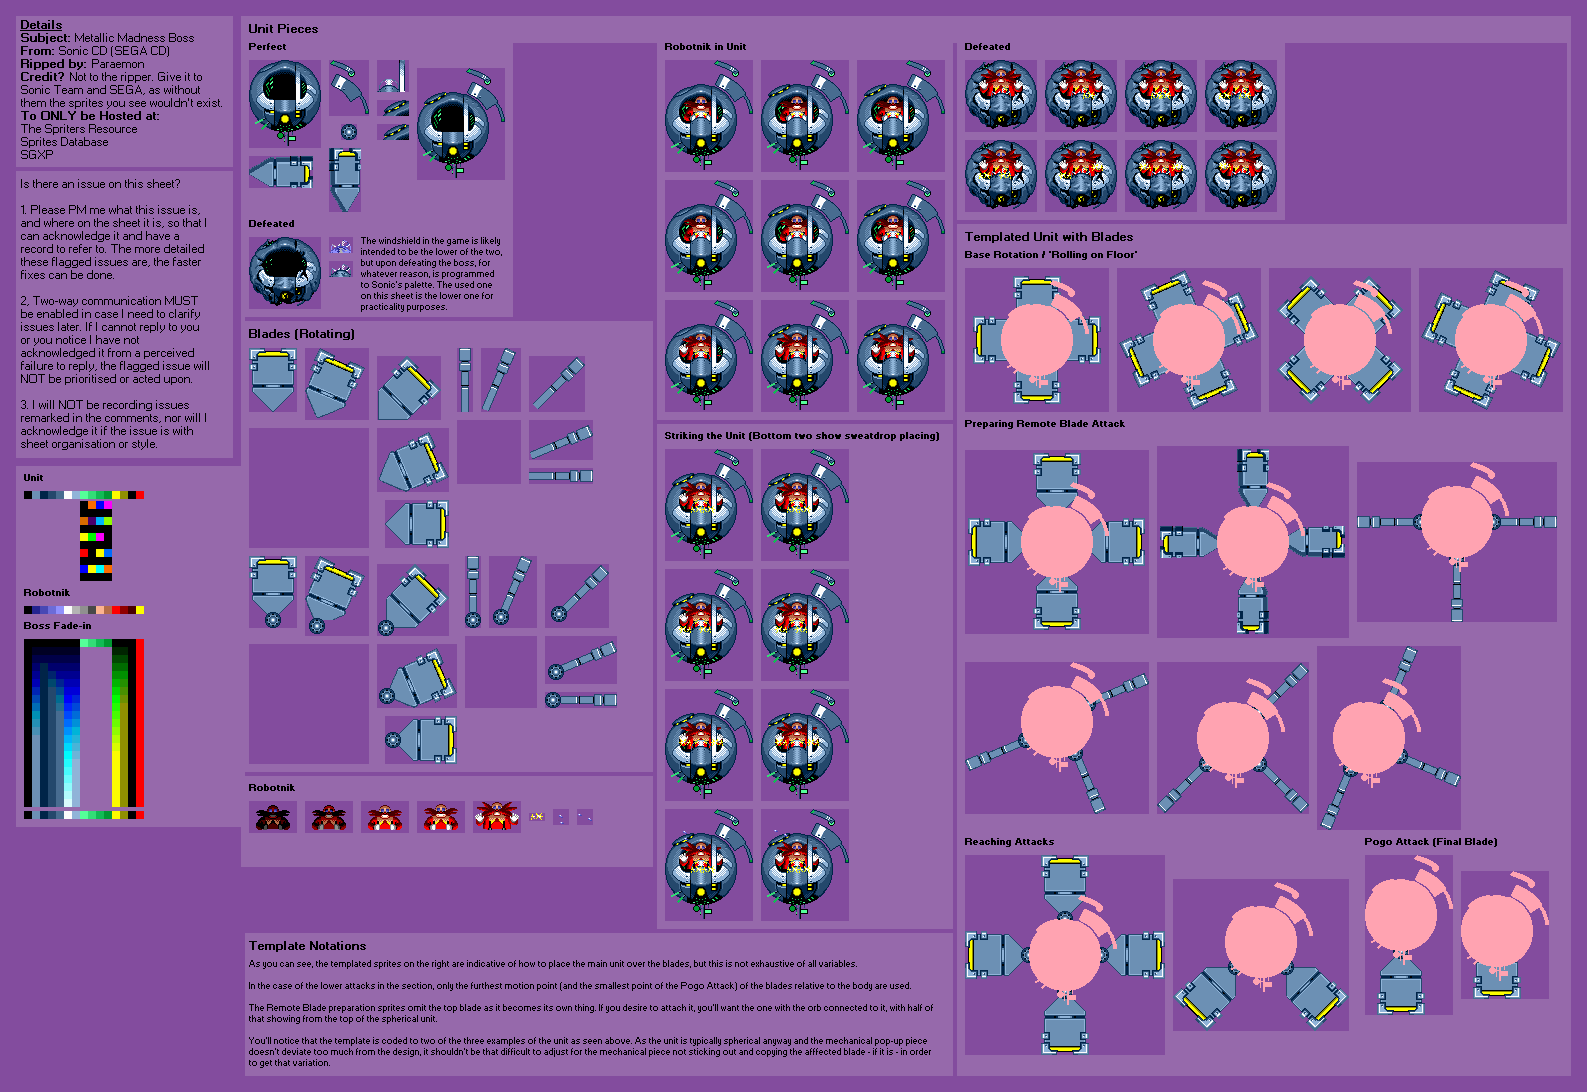 Details
Subject: Metallic Madness Boss
From: Sonic CD (SEGA CD)
Ripped by: Paraemon
Credit? Not to the ripper. Give it to
Sonic Team and SEGA, as without
them the sprites you see wouldn't exist.
To ONLY be Hosted at:
The Spriters Resource
Sprites Database
SGXP
Is there an issue on this sheet?
1. Please PM me what this issue is,
and where on the sheet it is, so that I
can acknowledge it and have a
record to refer to. The more detailed
these flagged issues are, the faster
fixes can be done.
2, Two-way communication MUST
be enabled in case I need to clarify
issues later. If I cannot reply to you
or you notice I have not
acknowledged it from a perceived
failure to reply, the flagged issue will
NOT be prioritised or acted upon.
3. I will NOT be recording issues
remarked in the comments, nor will I
acknowledge it if the issue is with
sheet organisation or style.
Unit
Robotnik
Boss Fade-in
Unit Pieces
Perfect
Defeated
The windshield in the game is likely
intended to be the lower of the two,
but upon defeating the boss, for
whatever reason, is programmed
to Sonic's palette. The used one
on this sheet is the lower one for
practicality purposes.
Blades (Rotating)
Robotnik
Robotnik in Unit
Striking the Unit (Bottom two show sweatdrop placing)
Defeated
Templated Unit with Blades
Base Rotation / 'Rolling on Floor'
Preparing Remote Blade Attack
Reaching Attacks
Pogo Attack (Final Blade)
Template Notations
As you can see, the templated sprites on the right are indicative of how to place the main unit over the blades, but this is not exhaustive of all variables.
In the case of the lower attacks in the section, only the furthest motion point (and the smallest point of the Pogo Attack) of the blades relative to the body are used.
The Remote Blade preparation sprites omit the top blade as it becomes its own thing. If you desire to attach it, you'll want the one with the orb connected to it, with half of
that showing from the top of the spherical unit.
You'll notice that the template is coded to two of the three examples of the unit as seen above. As the unit is typically spherical anyway and the mechanical pop-up piece
doesn't deviate too much from the design, it shouldn't be that difficult to adjust for the mechanical piece not sticking out and copying the afffected blade - if it is - in order
to get that variation.